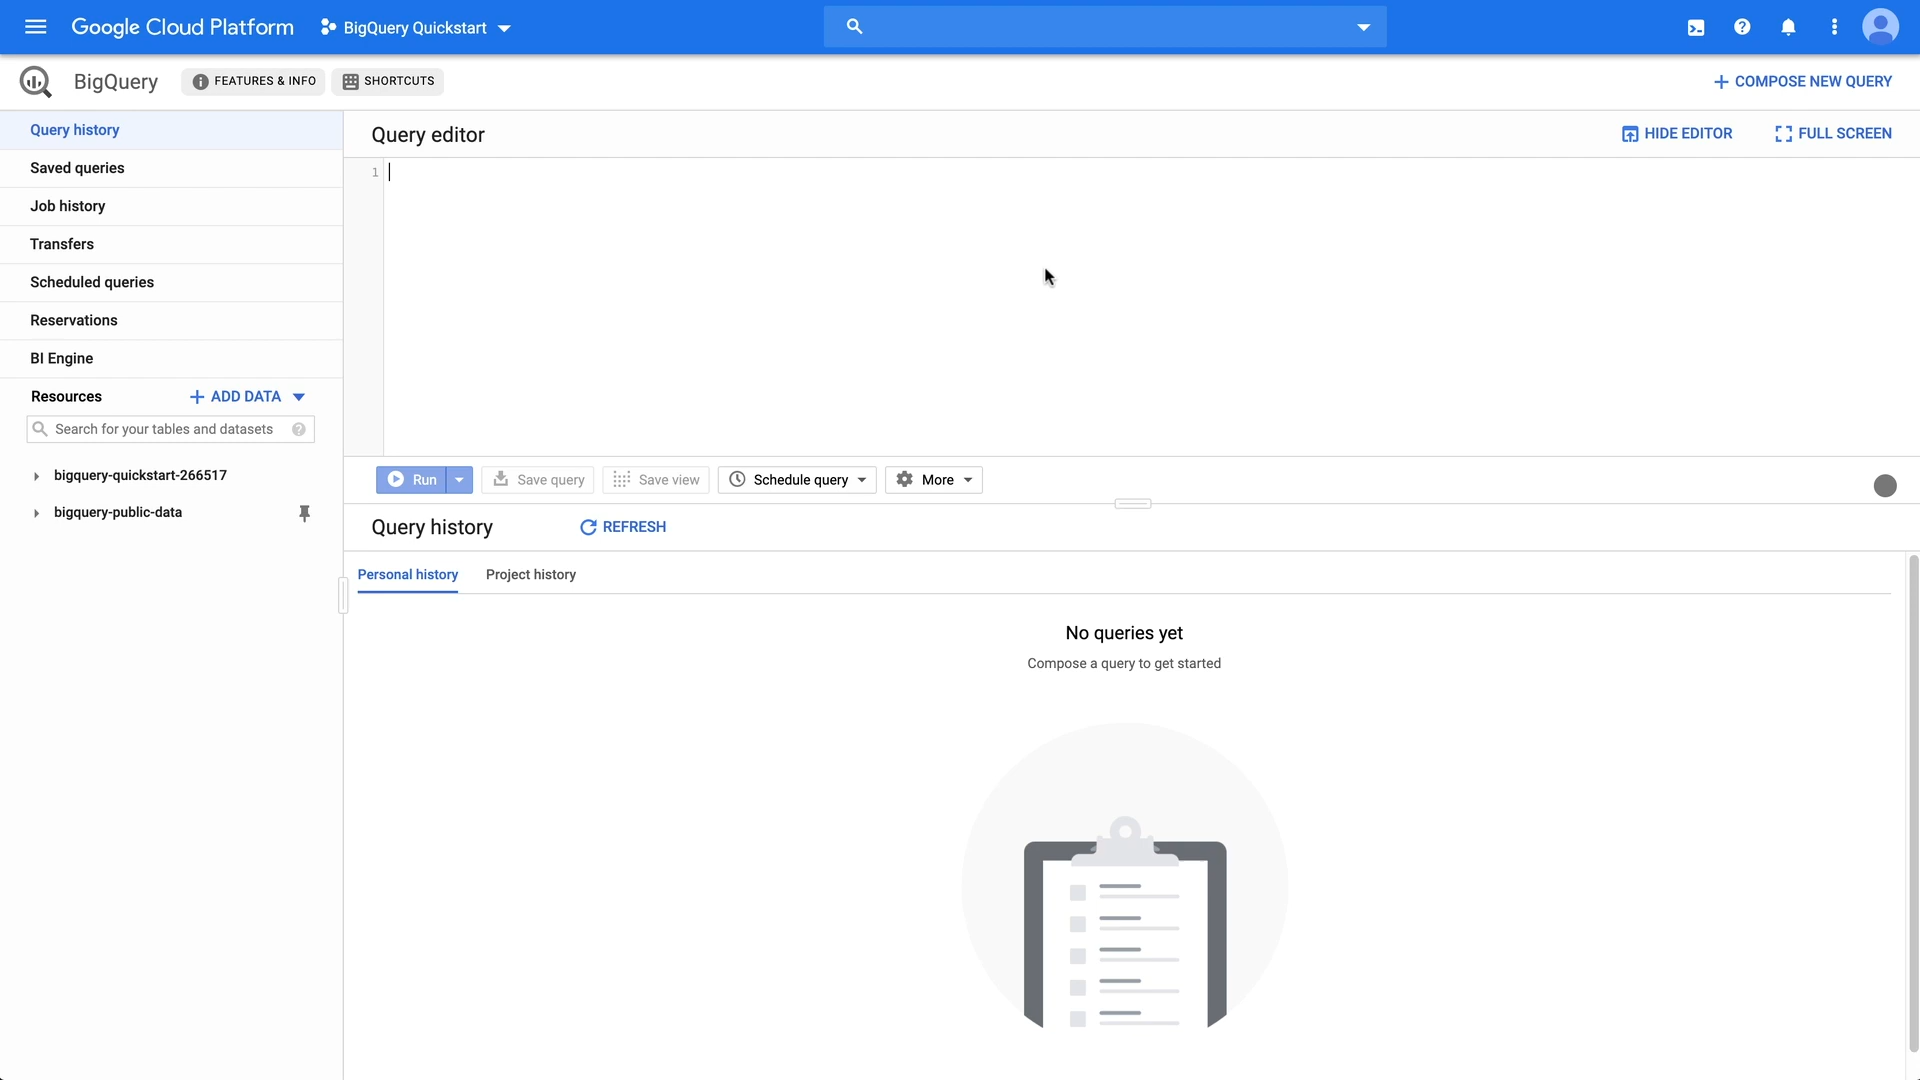 Google Cloud Platform
BigQuery Quickstart
BigQuery
FEATURES & INFO
SHORTCUTS
COMPOSE NEW QUERY
Query history
Saved queries
Job history
Transfers
Scheduled queries
Reservations
BI Engine
Resources
ADD DATA
Search for your tables and datasets
bigquery-quickstart-266517
bigquery-public-data
Query editor
HIDE EDITOR
FULL SCREEN
1
Run
Save query
Save view
Schedule query
More
Query history
REFRESH
Personal history
Project history
No queries yet
Compose a query to get started